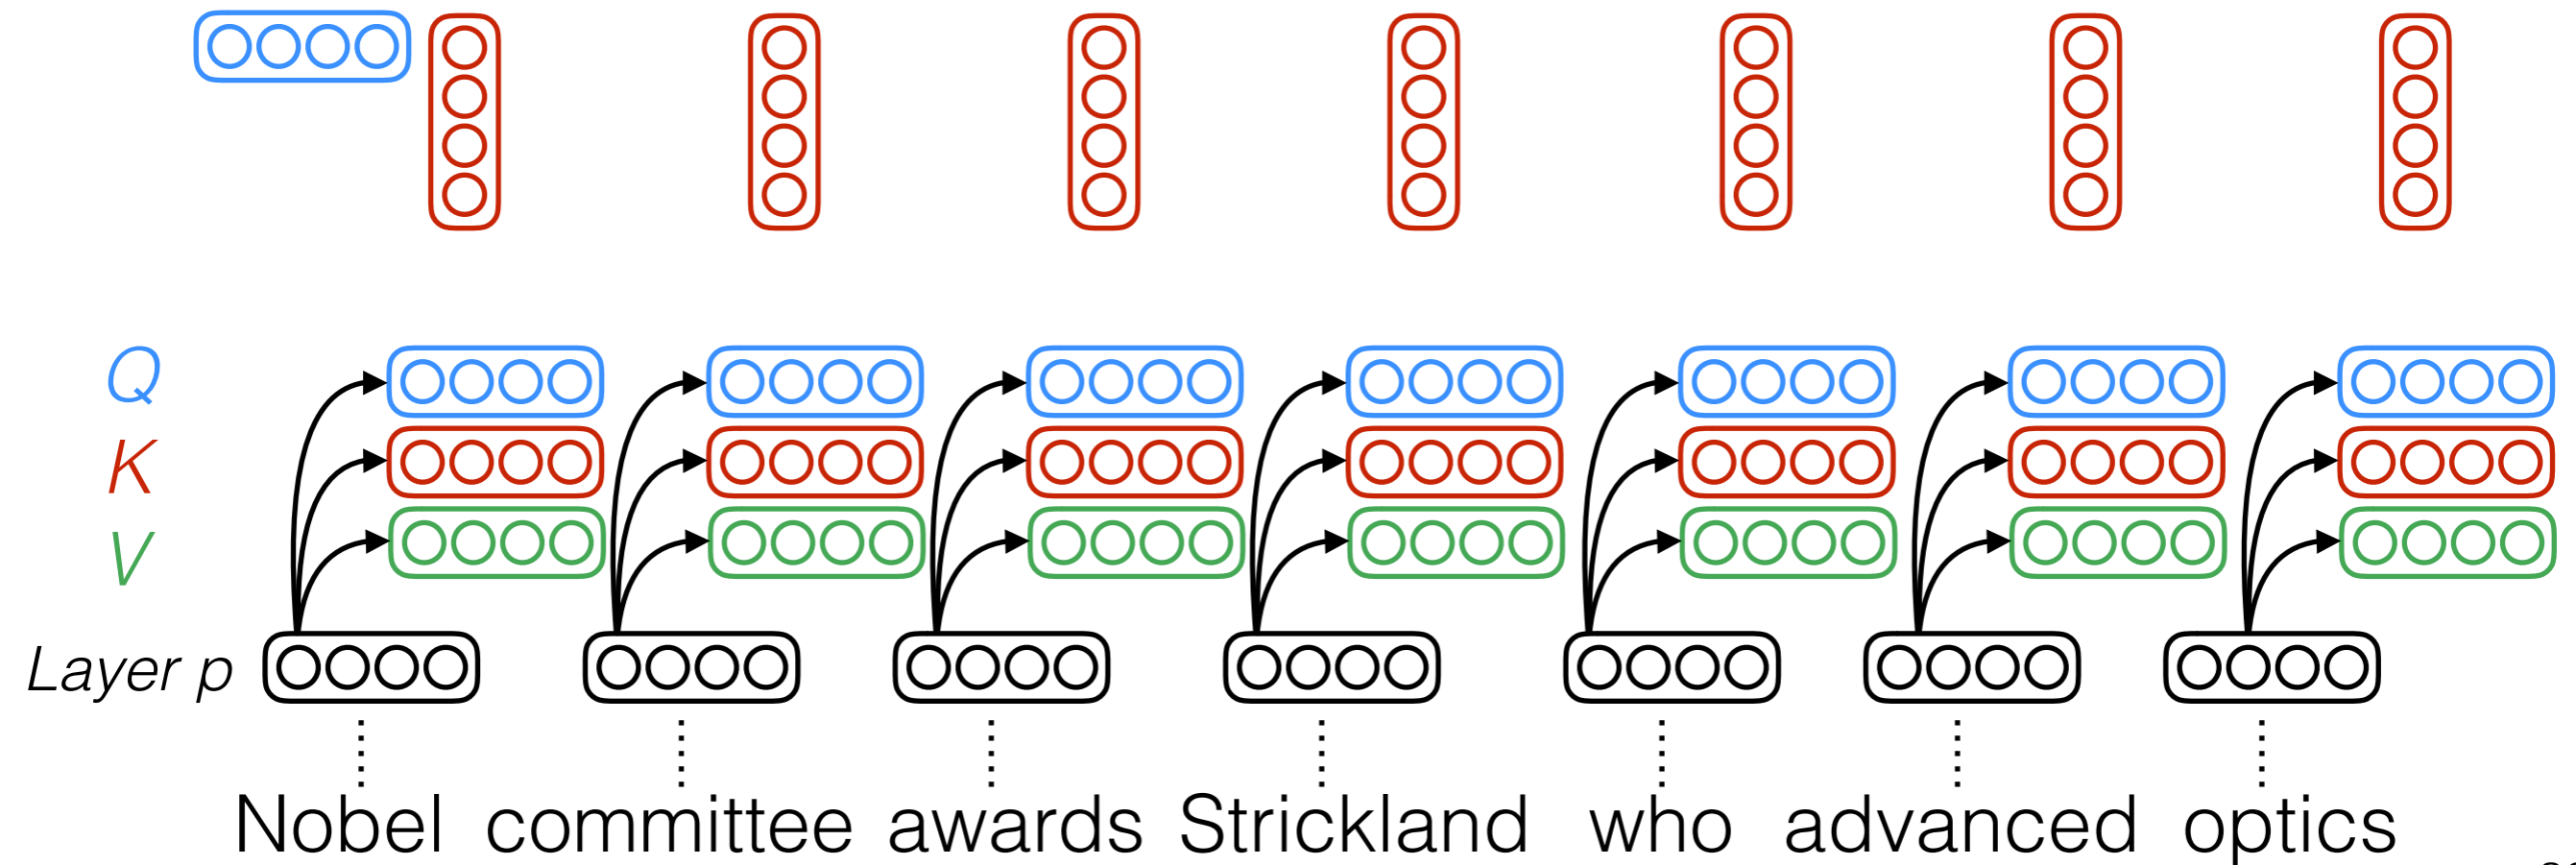 Q
K
V
Layer p
Nobel committee awards Strickland who advanced optics